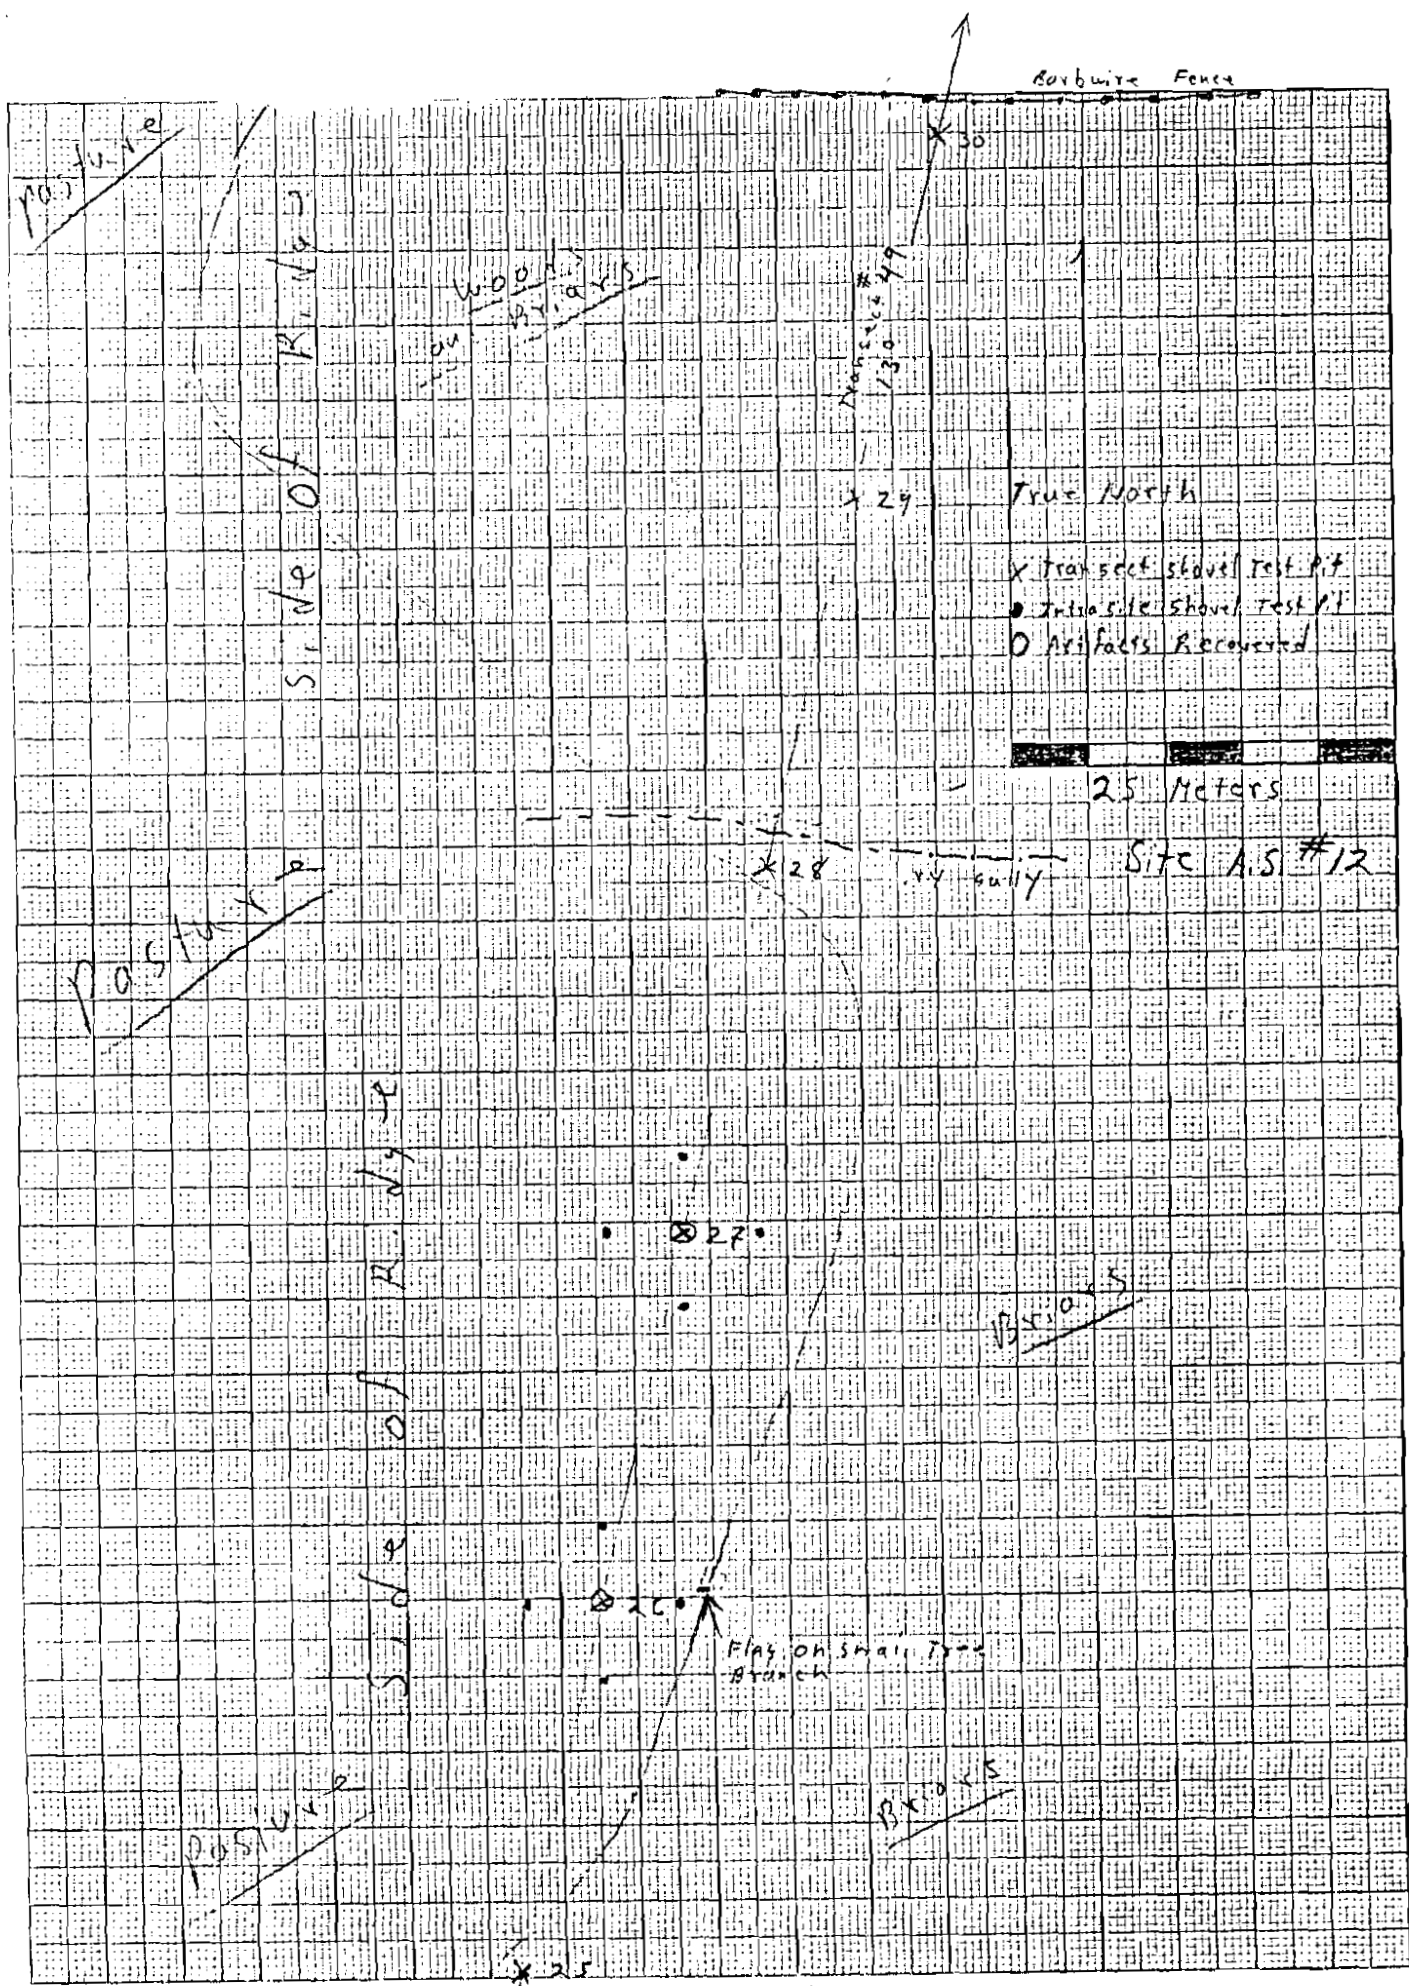 Barbwire Fence
Pasture
30
Side of Ridge
Woods
Briars
Transect # 49
130
29
True North
x Transect Shovel Test Pit
• Intrasite Shovel Test Pit
O Artifacts Recovered
25 Meters
28
gully
Site A.S. #12
Pasture
Side of Ridge
27
Briars
26
Flag on Small Tree
Branch
Pasture
Briars
25